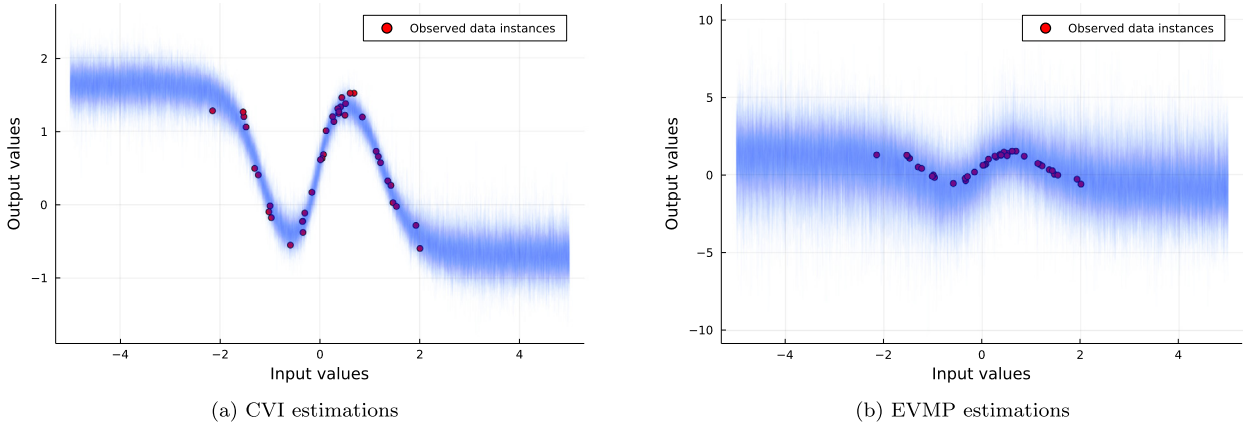 Observed data instances
2
1
0
−1
Output values
−4
−2
0
2
4
Input values
(a) CVI estimations
Observed data instances
10
5
0
−5
−10
Output values
−4
−2
0
2
4
Input values
(b) EVMP estimations